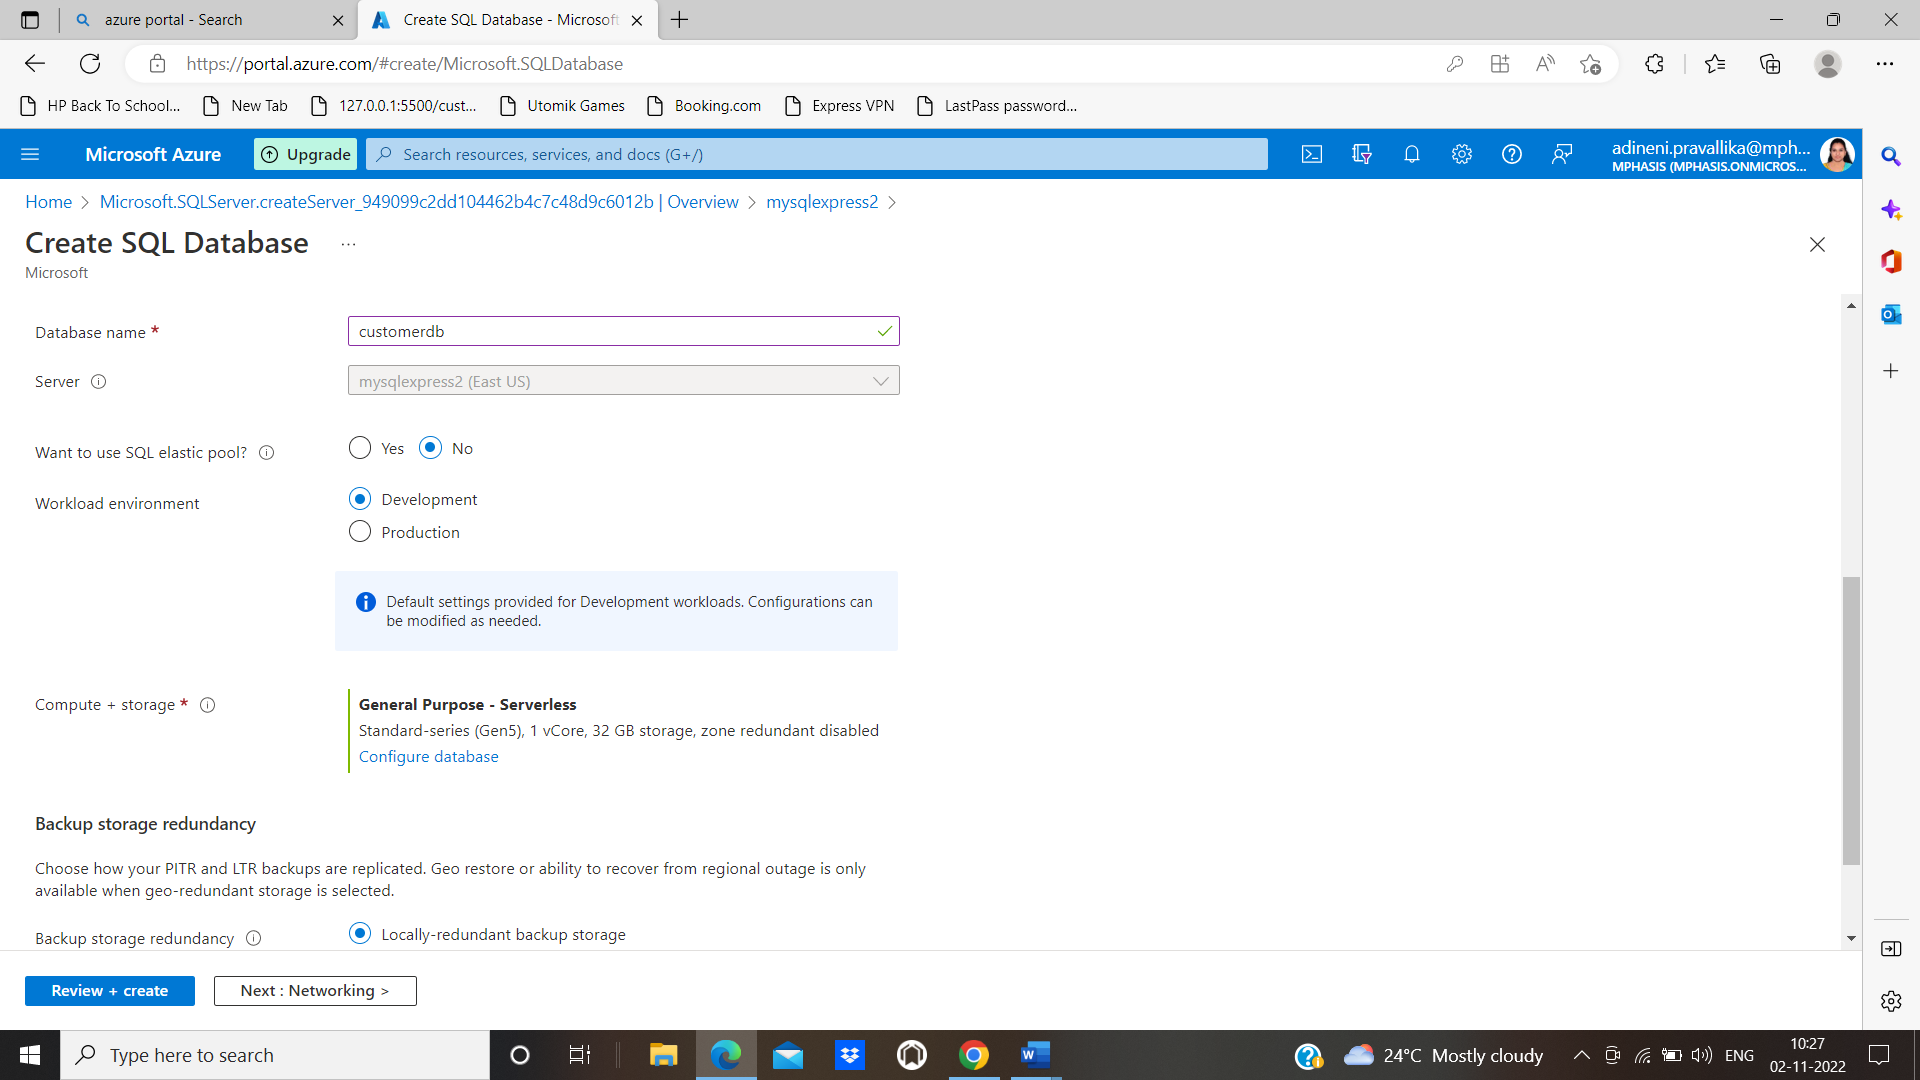 azure portal - Search
Create SQL Database - Microsoft
https://portal.azure.com/#create/Microsoft.SQLDatabase
HP Back To School...
New Tab
127.0.0.1:5500/cust...
Utomik Games
Booking.com
Express VPN
LastPass password...
Microsoft Azure
Upgrade
Search resources, services, and docs (G+/)
adineni.pravallika@mph...
MPHASIS (MPHASIS.ONMICROS...
Home > Microsoft.SQLServer.createServer_949099c2dd104462b4c7c48d9c6012b | Overview > mysqlexpress2 >
Create SQL Database ...
Microsoft
Database name *
customerdb
Server
mysqlexpress2 (East US)
Want to use SQL elastic pool?
Yes
No
Workload environment
Development
Production
Default settings provided for Development workloads. Configurations can
be modified as needed.
Compute + storage *
General Purpose - Serverless
Standard-series (Gen5), 1 vCore, 32 GB storage, zone redundant disabled
Configure database
Backup storage redundancy
Choose how your PITR and LTR backups are replicated. Geo restore or ability to recover from regional outage is only
available when geo-redundant storage is selected.
Backup storage redundancy
Locally-redundant backup storage
Review + create
Next : Networking >
Type here to search
24°C Mostly cloudy
ENG
10:27
02-11-2022